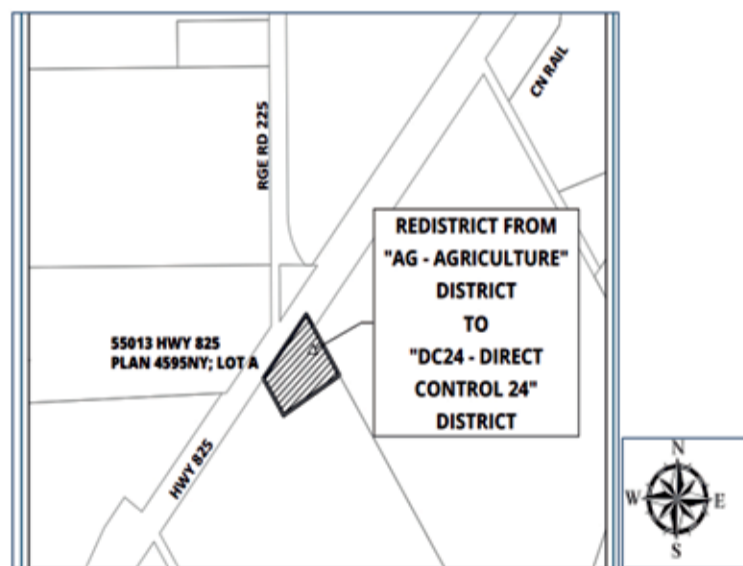 CN RAIL
RGE RD 225
REDISTRICT FROM
"AG - AGRICULTURE"
DISTRICT
TO
"DC24 - DIRECT
CONTROL 24"
DISTRICT
55013 HWY 825
PLAN 4595NY; LOT A
HWY 825
N
W E
S